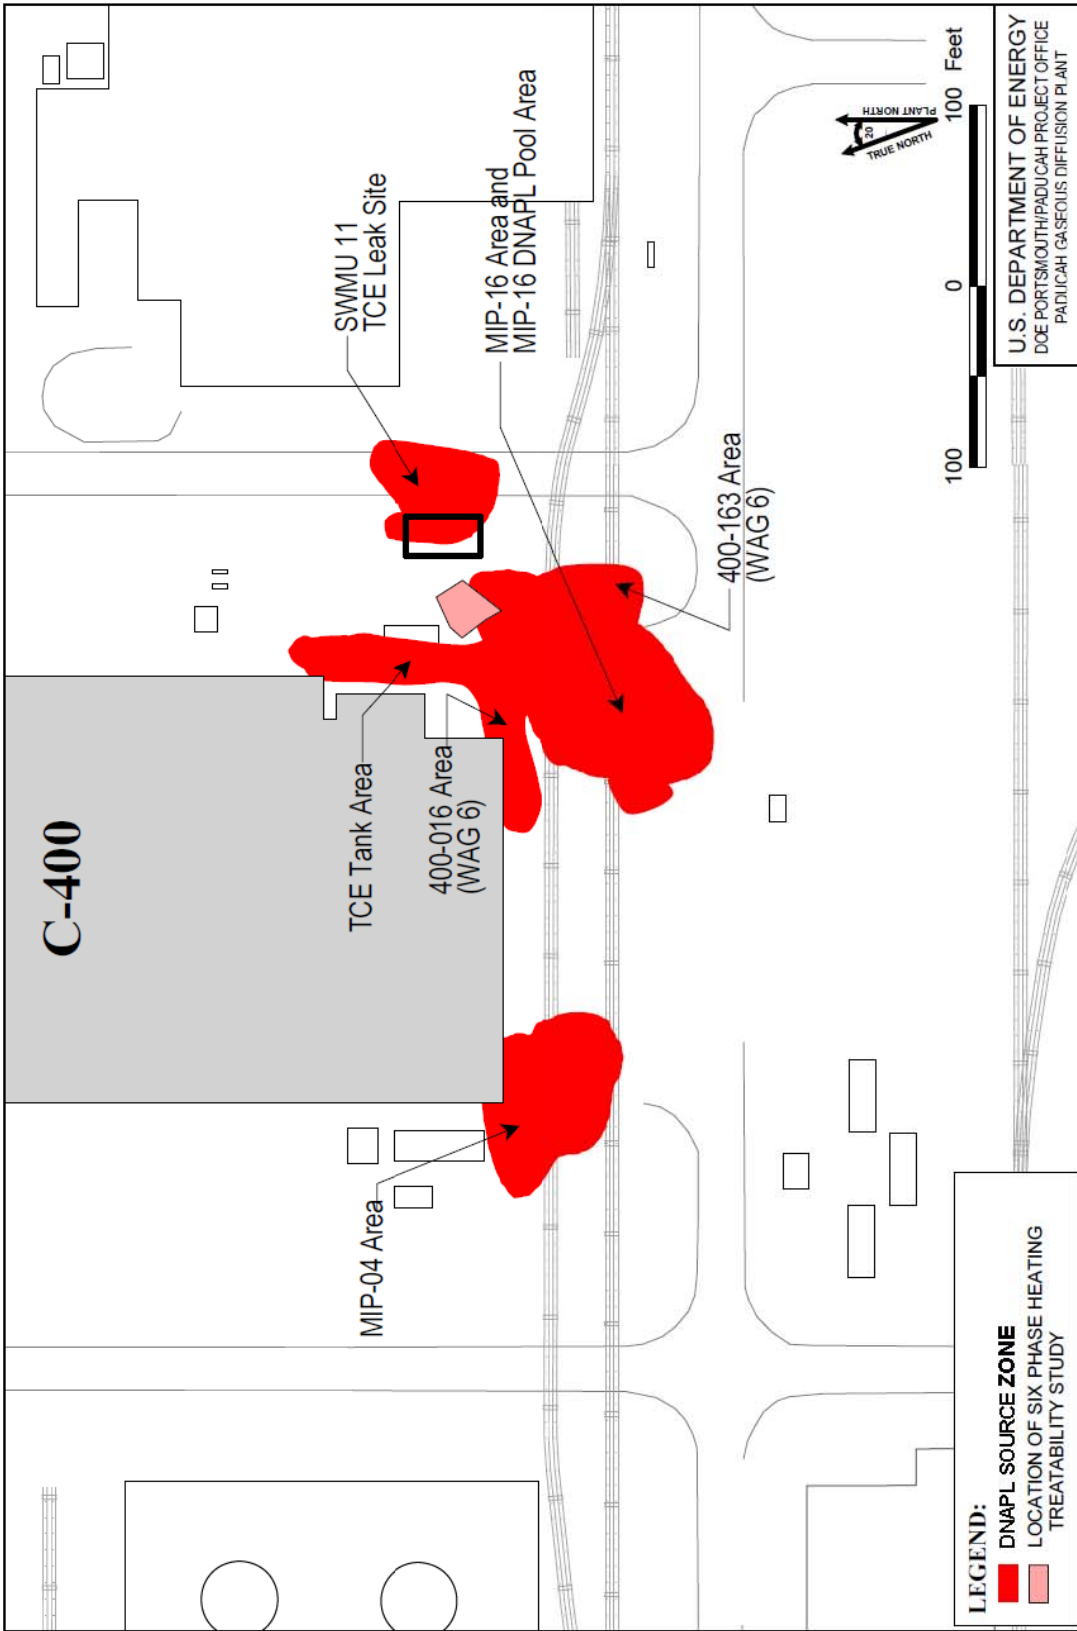 C-400
SWMU 11
TCE Leak Site
MIP-16 Area and
MIP-16 DNAPL Pool Area
TCE Tank Area
400-016 Area
(WAG 6)
400-163 Area
(WAG 6)
MIP-04 Area
PLANT NORTH
20
TRUE NORTH
100 0 100 Feet
LEGEND:
DNAPL SOURCE ZONE
LOCATION OF SIX PHASE HEATING
TREATABILITY STUDY
U.S. DEPARTMENT OF ENERGY
DOE PORTSMOUTH/PADUCAH PROJECT OFFICE
PADUCAH GASEOUS DIFFUSION PLANT